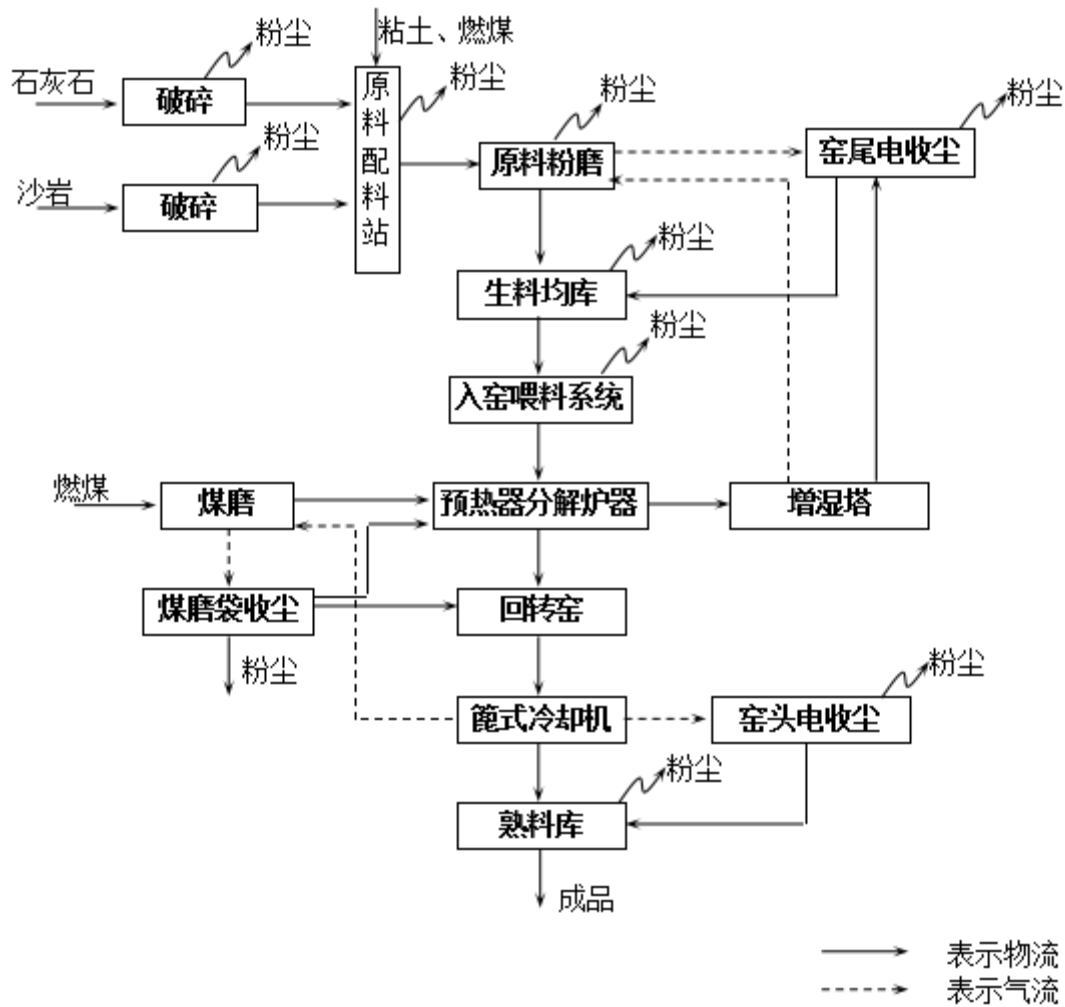 粉尘
粘土、燃煤
石灰石
破碎
粉尘
沙岩
破碎
原料配料站
粉尘
原料粉磨
粉尘
窑尾电收尘
粉尘
生料均库
粉尘
入窑喂料系统
粉尘
燃煤
煤磨
预热器分解炉器
增湿塔
煤磨袋收尘
粉尘
回转窑
篦式冷却机
窑头电收尘
粉尘
熟料库
粉尘
成品
表示物流
表示气流